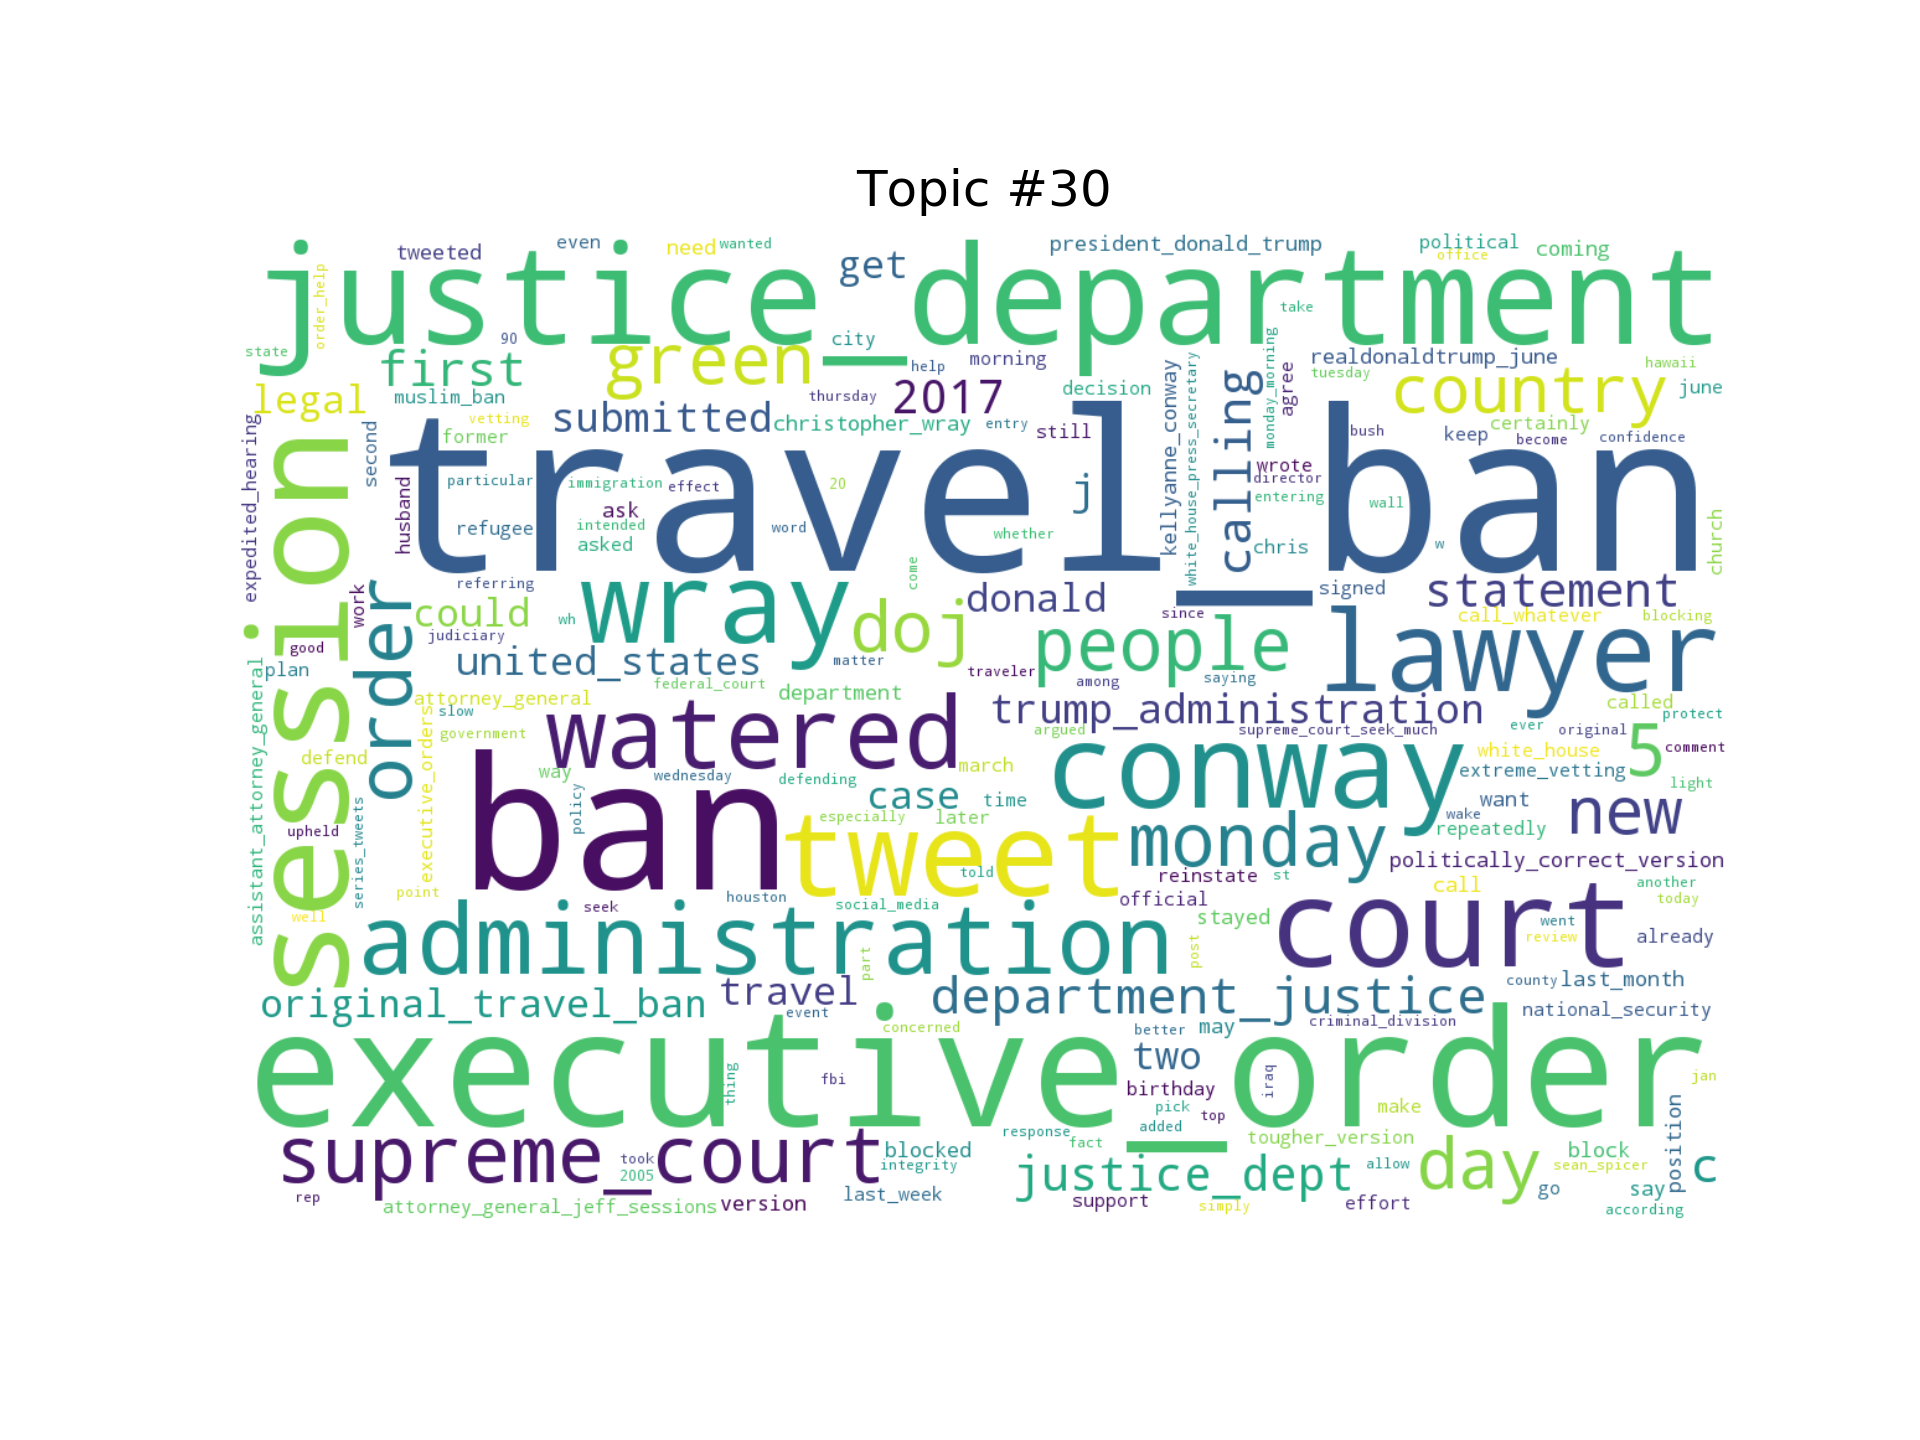 Topic #30
tweeted
even
need
wanted
get
president_donald_trump
political
office
coming
justice_department
order_help
state
90
city
take
first
green
help
morning
realdonaldtrump_june
hawaii
legal
muslim_ban
thursday
2017
decision
kellyanne_conway
white_house_press_secretary
calling
monday_morning
agree
tuesday
country
june
expedited_hearing
session
second
vetting
submitted
christopher_wray
entry
still
bush
keep
certainly
become
confidence
former
travel_ban
husband
particular
immigration
effect
20
j
wrote
director
entering
wall
refugee
ask
intended
asked
word
whether
chris
w
church
order
work
referring
could
wh
wray
come
doj
donald
since
signed
statement
judiciary
good
plan
united_states
matter
traveler
people
among
saying
call_whatever
blocking
lawyer
assistant_attorney_general
attorney_general
federal_court
department
slow
government
executive_orders
watered
trump_administration
argued
supreme_court_seek_much
ever
original
called
protect
defend
way
wednesday
defending
march
conway
white_house
5
comment
extreme_vetting
light
series_tweets
upheld
ban
policy
case
time
especially
later
want
wake
repeatedly
new
tweet
monday
told
politically_correct_version
reinstate
st
call
another
today
point
well
seek
houston
social_media
official
stayed
court
went
review
already
administration
part
post
original_travel_ban
travel
department_justice
county
last_month
national_security
event
concerned
better
may
criminal_division
executive_order
thing
fbi
two
birthday
iraq
jan
pick
top
added
make
position
supreme_court
took
2005
blocked
integrity
response
fact
tougher_version
justice_dept
allow
day
block
sean_spicer
c
rep
attorney_general_jeff_sessions
version
last_week
support
simply
effort
go
say
according